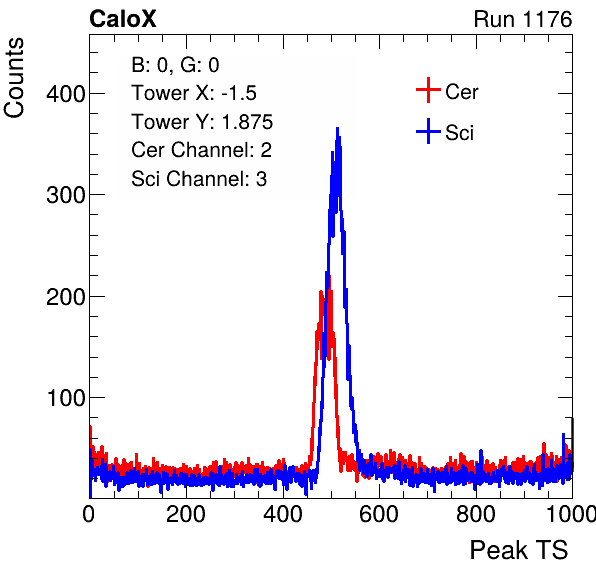 CaloX Run 1176
Counts
B: 0, G: 0
Tower X: -1.5
Tower Y: 1.875
Cer Channel: 2
Sci Channel: 3
Cer
Sci
400
300
200
100
0 200 400 600 800 1000
Peak TS